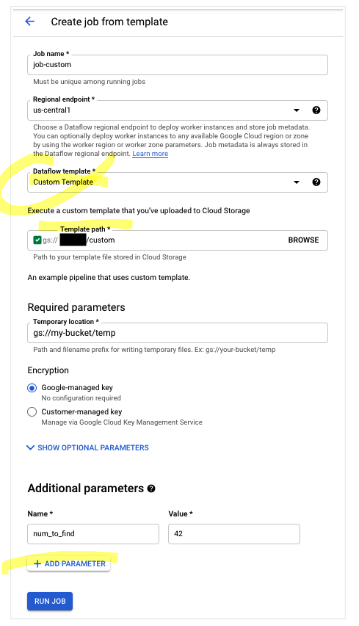 Create job from template
Job name *
job-custom
Must be unique among running jobs
Regional endpoint *
us-central1
Choose a Dataflow regional endpoint to deploy worker instances and store job metadata.
You can optionally deploy worker instances to any available Google Cloud region or zone
by using the worker region or worker zone parameters. Job metadata is always stored in
the Dataflow regional endpoint. Learn more
Dataflow template *
Custom Template
Execute a custom template that you've uploaded to Cloud Storage
Template path *
gs:// /custom
BROWSE
Path to your template file stored in Cloud Storage
An example pipeline that uses custom template.
Required parameters
Temporary location *
gs://my-bucket/temp
Path and filename prefix for writing temporary files. Ex: gs://your-bucket/temp
Encryption
Google-managed key
No configuration required
Customer-managed key
Manage via Google Cloud Key Management Service
SHOW OPTIONAL PARAMETERS
Additional parameters
Name * Value *
num_to_find 42
+ ADD PARAMETER
RUN JOB